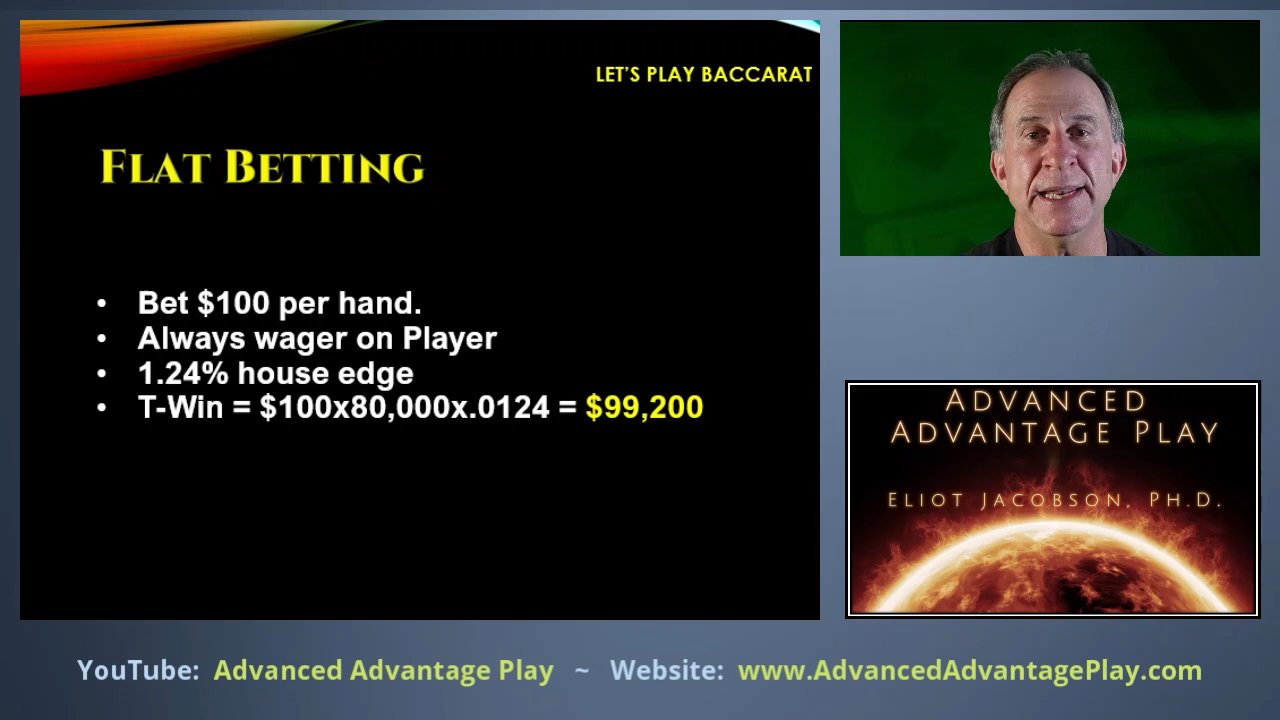 LET'S PLAY BACCARAT
FLAT BETTING
• Bet $100 per hand.
• Always wager on Player
• 1.24% house edge
• T-Win = $100x80,000x.0124 = $99,200
ADVANCED
ADVANTAGE PLAY
ELIOT JACOBSON, PH.D.
YouTube: Advanced Advantage Play ~ Website: www.AdvancedAdvantagePlay.com